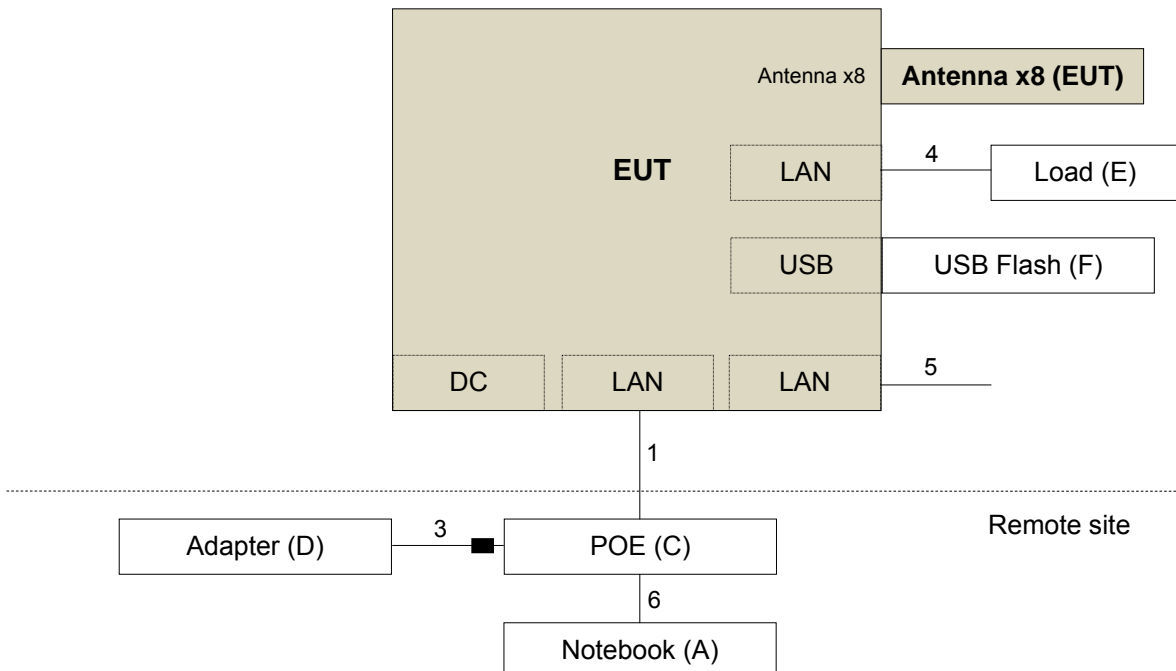 Antenna x8
Antenna x8 (EUT)
EUT
LAN
4
Load (E)
USB
USB Flash (F)
DC
LAN
LAN
5
1
Remote site
Adapter (D)
3
POE (C)
6
Notebook (A)